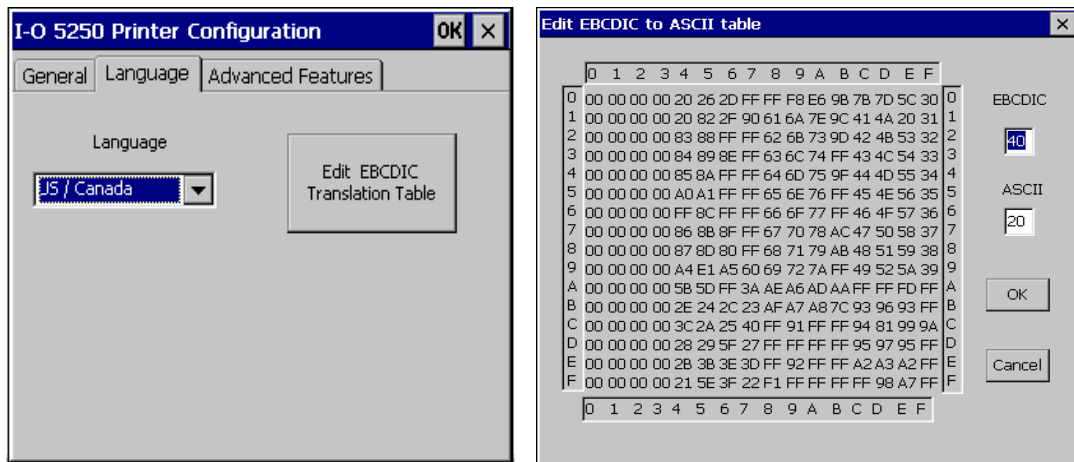 I-O 5250 Printer Configuration OK
General Language Advanced Features
Language
JS / Canada
Edit EBCDIC
Translation Table
Edit EBCDIC to ASCII table
0 1 2 3 4 5 6 7 8 9 A B C D E F
0 00 00 00 00 20 26 2D FF FF F8 E6 9B 7B 7D 5C 30 0
1 00 00 00 00 20 82 2F 90 61 6A 7E 9C 41 4A 20 31 1
2 00 00 00 00 83 88 FF FF 62 6B 73 9D 42 4B 53 32 2
3 00 00 00 00 84 89 8E FF 63 6C 74 FF 43 4C 54 33 3
4 00 00 00 00 85 8A FF FF 64 6D 75 9F 44 4D 55 34 4
5 00 00 00 00 A0 A1 FF FF 65 6E 76 FF 45 4E 56 35 5
6 00 00 00 00 FF 8C FF FF 66 6F 77 FF 46 4F 57 36 6
7 00 00 00 00 86 8B 8F FF 67 70 78 AC 47 50 58 37 7
8 00 00 00 00 87 8D 80 FF 68 71 79 AB 48 51 59 38 8
9 00 00 00 00 A4 E1 A5 60 69 72 7A FF 49 52 5A 39 9
A 00 00 00 00 5B 5D FF 3A AE A6 AD AA FF FF FD FF A
B 00 00 00 00 2E 24 2C 23 AF A7 A8 7C 93 96 93 FF B
C 00 00 00 00 3C 2A 25 40 FF 91 FF FF 94 81 99 9A C
D 00 00 00 00 28 29 5F 27 FF FF FF FF 95 97 95 FF D
E 00 00 00 00 2B 3B 3E 3D FF 92 FF FF A2 A3 A2 FF E
F 00 00 00 00 21 5E 3F 22 F1 FF FF FF FF 98 A7 FF F
0 1 2 3 4 5 6 7 8 9 A B C D E F
EBCDIC
40
ASCII
20
OK
Cancel